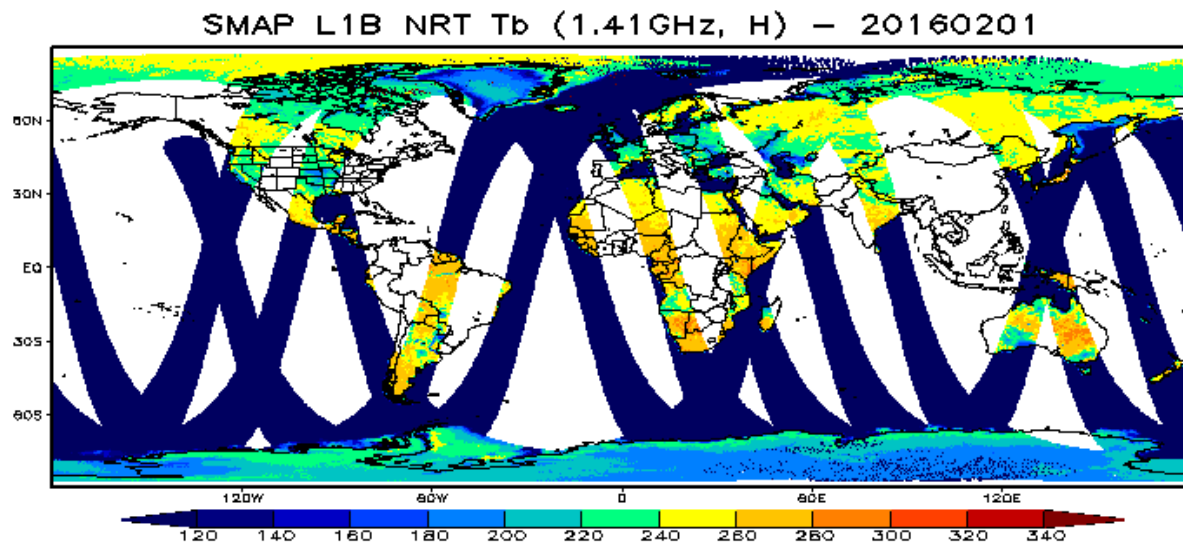 SMAP L1B NRT Tb (1.41GHz, H) – 20160201
60N
30N
EQ
30S
60S
120W 60W 0 60E 120E
120 140 160 180 200 220 240 260 280 300 320 340